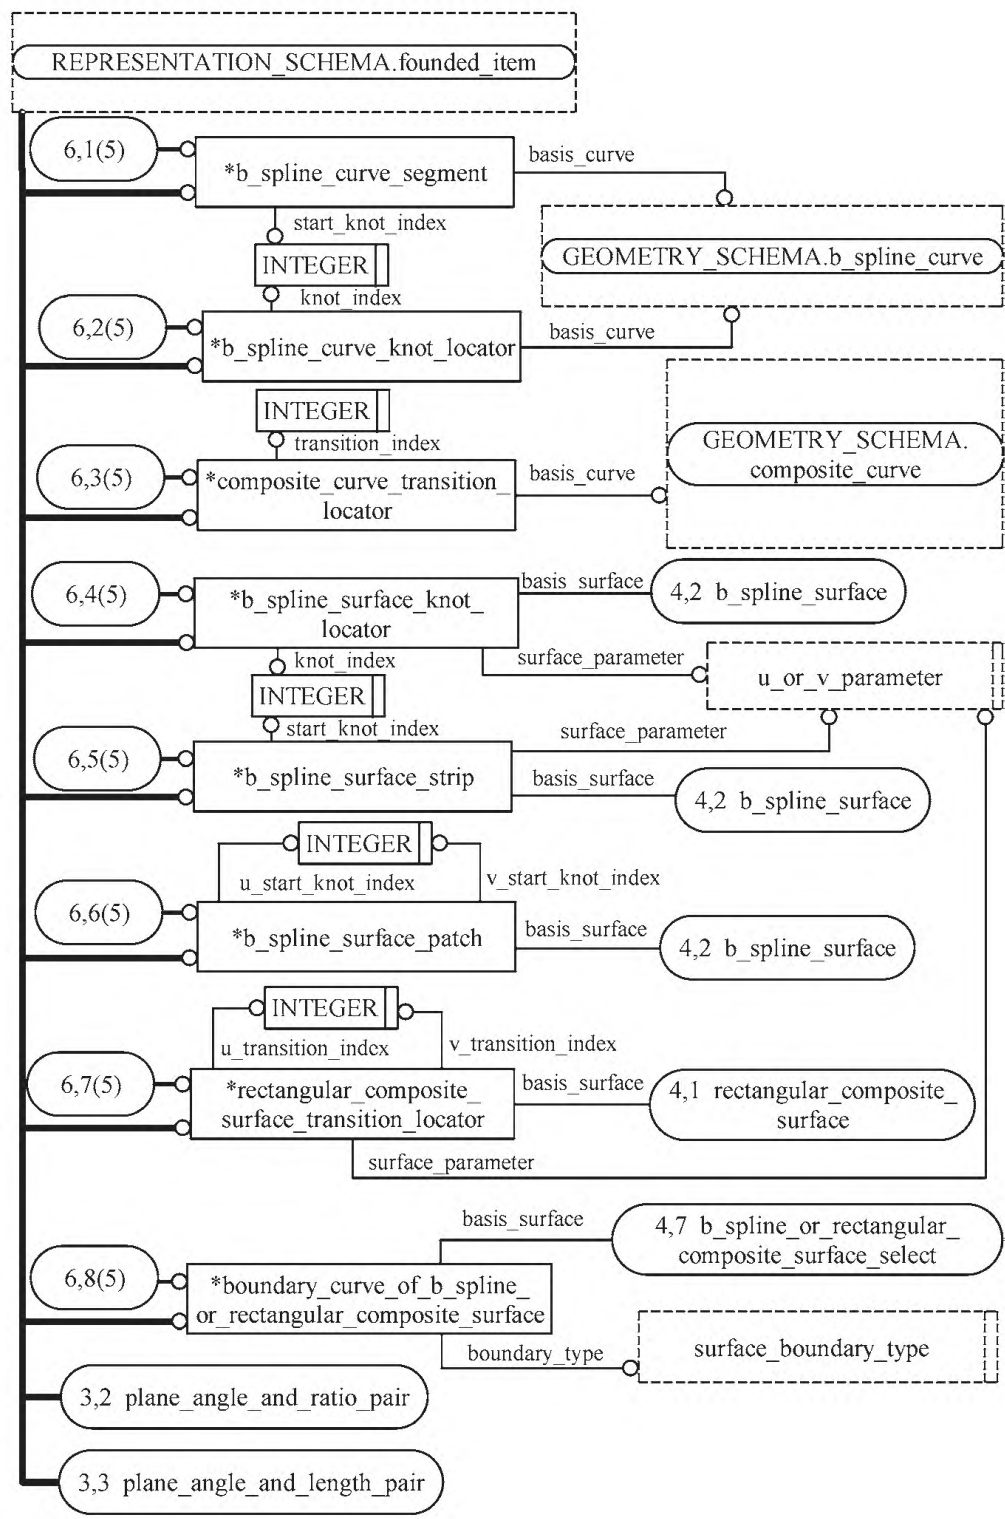 REPRESENTATION_SCHEMA.founded_item
6,1(5)
*b_spline_curve_segment
basis_curve
start_knot_index
INTEGER
GEOMETRY_SCHEMA.b_spline_curve
knot_index
6,2(5)
*b_spline_curve_knot_locator
basis_curve
INTEGER
transition_index
GEOMETRY_SCHEMA.
composite_curve
6,3(5)
*composite_curve_transition_
locator
basis_curve
6,4(5)
*b_spline_surface_knot_
locator
basis_surface
4,2 b_spline_surface
knot_index
surface_parameter
u_or_v_parameter
INTEGER
start_knot_index
surface_parameter
6,5(5)
*b_spline_surface_strip
basis_surface
4,2 b_spline_surface
INTEGER
u_start_knot_index
v_start_knot_index
6,6(5)
*b_spline_surface_patch
basis_surface
4,2 b_spline_surface
INTEGER
u_transition_index
v_transition_index
6,7(5)
*rectangular_composite_
surface_transition_locator
basis_surface
4,1 rectangular_composite_
surface
surface_parameter
basis_surface
4,7 b_spline_or_rectangular_
composite_surface_select
6,8(5)
*boundary_curve_of_b_spline_
or_rectangular_composite_surface
boundary_type
surface_boundary_type
3,2 plane_angle_and_ratio_pair
3,3 plane_angle_and_length_pair